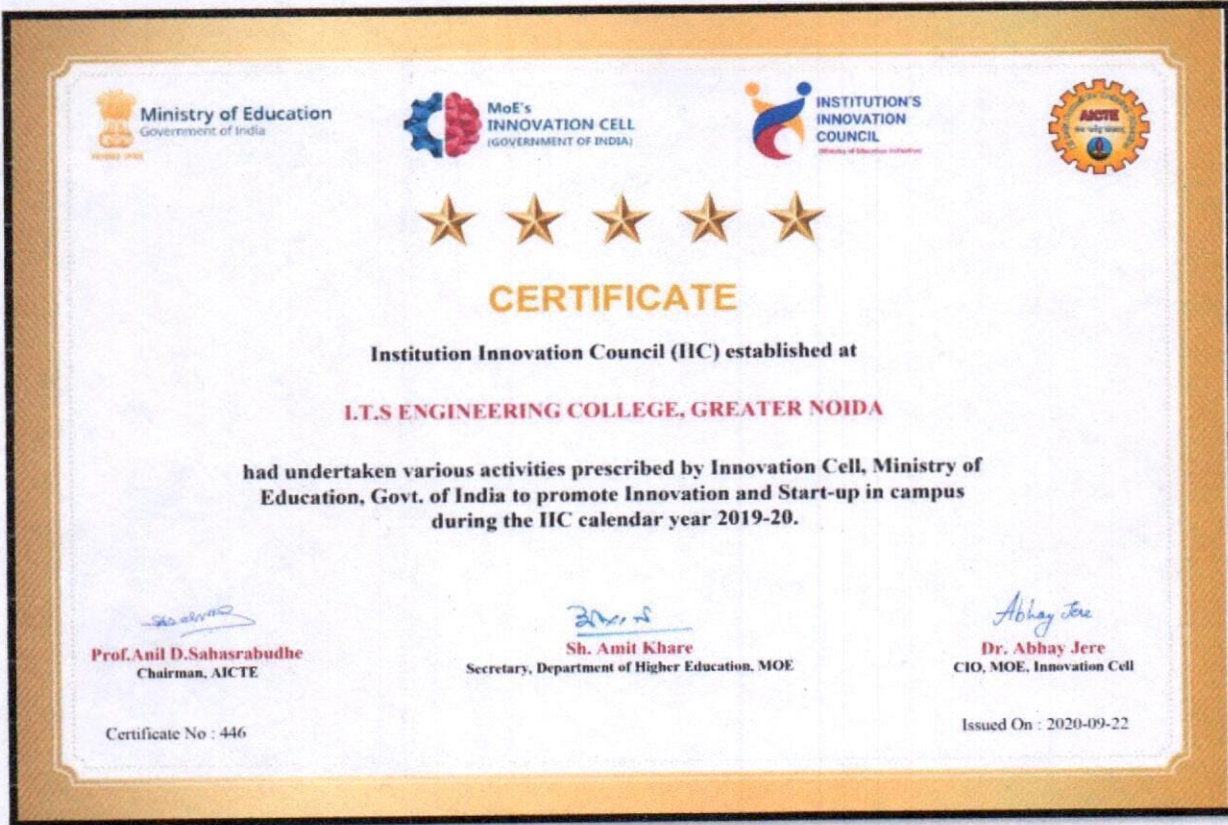 Ministry of Education
Government of India
MoE's
INNOVATION CELL
(GOVERNMENT OF INDIA)
INSTITUTION'S
INNOVATION
COUNCIL
(Ministry of Education Initiative)
AICTE
CERTIFICATE
Institution Innovation Council (IIC) established at
I.T.S ENGINEERING COLLEGE, GREATER NOIDA
had undertaken various activities prescribed by Innovation Cell, Ministry of
Education, Govt. of India to promote Innovation and Start-up in campus
during the IIC calendar year 2019-20.
Abhay Jere
Prof.Anil D.Sahasrabudhe
Chairman, AICTE
Sh. Amit Khare
Secretary, Department of Higher Education, MOE
Dr. Abhay Jere
CIO, MOE, Innovation Cell
Certificate No : 446
Issued On : 2020-09-22